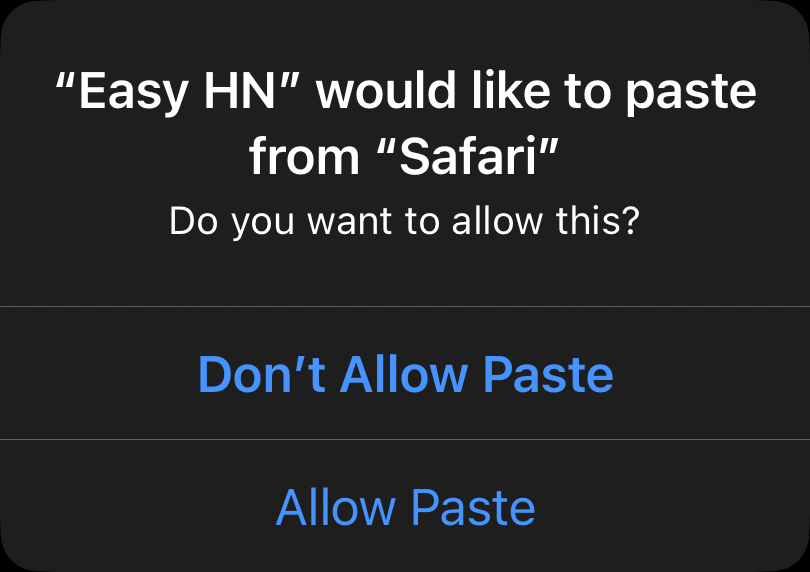 “Easy HN” would like to paste
from “Safari”
Do you want to allow this?
Don’t Allow Paste
Allow Paste